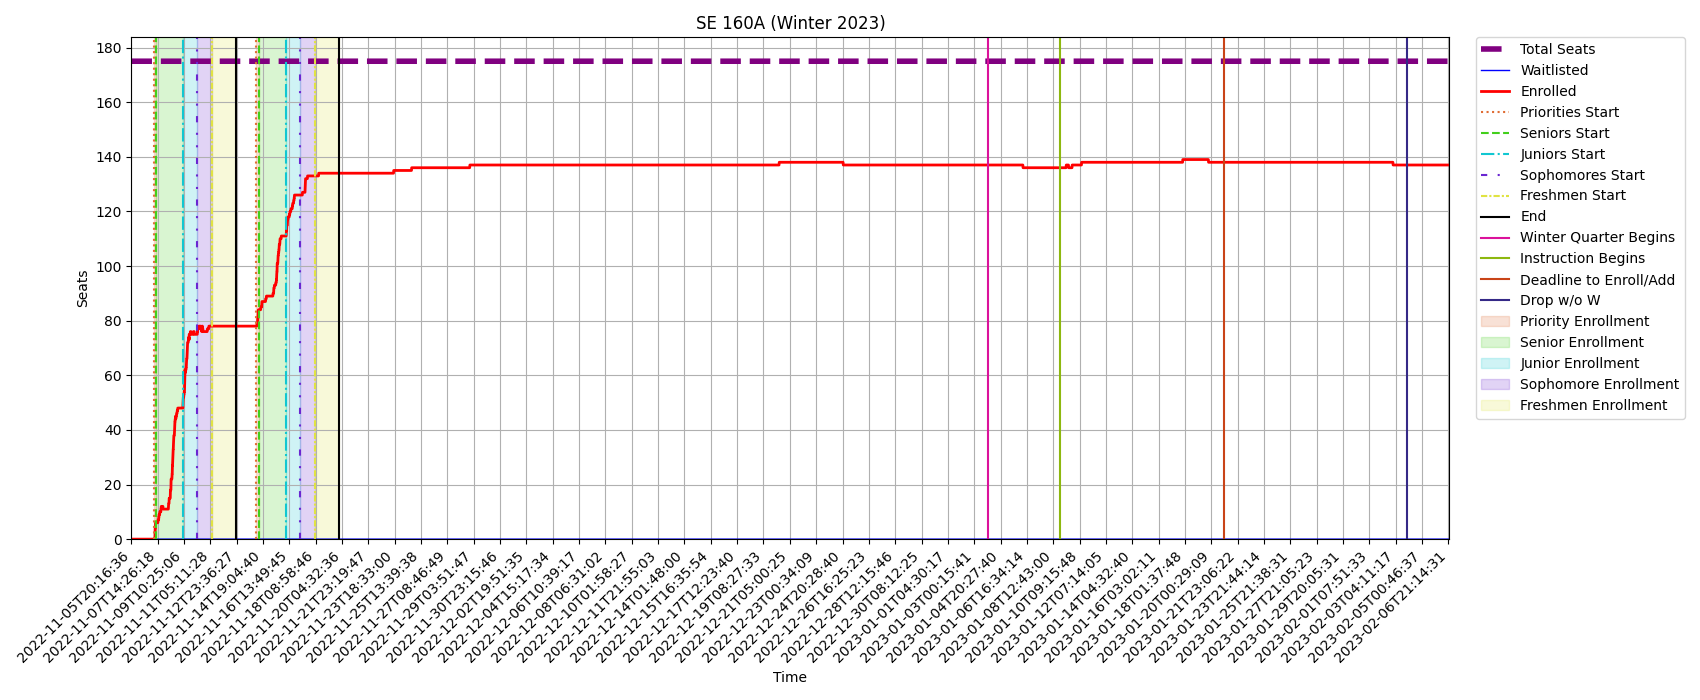 SE 160A (Winter 2023)
Seats
180
160
140
120
100
80
60
40
20
0
2022-11-05T20:16:36
2022-11-07T14:26:18
2022-11-09T10:25:06
2022-11-11T05:11:28
2022-11-12T23:36:27
2022-11-14T19:04:40
2022-11-16T13:49:45
2022-11-18T08:58:46
2022-11-20T04:32:36
2022-11-21T23:19:47
2022-11-23T18:33:00
2022-11-25T13:39:38
2022-11-27T08:46:49
2022-11-29T03:51:47
2022-11-30T23:15:46
2022-12-02T19:51:35
2022-12-04T15:17:34
2022-12-06T10:39:17
2022-12-08T06:31:02
2022-12-10T01:58:27
2022-12-11T21:55:03
2022-12-14T01:48:00
2022-12-15T16:35:54
2022-12-17T12:23:40
2022-12-19T08:27:33
2022-12-21T05:00:25
2022-12-23T00:34:09
2022-12-24T20:28:40
2022-12-26T16:25:23
2022-12-28T12:15:46
2022-12-30T08:12:25
2023-01-01T04:30:17
2023-01-03T00:15:41
2023-01-04T20:27:40
2023-01-06T16:34:14
2023-01-08T12:43:00
2023-01-10T09:15:48
2023-01-12T07:14:05
2023-01-14T04:32:40
2023-01-16T03:02:11
2023-01-18T01:37:48
2023-01-20T00:29:09
2023-01-21T23:06:22
2023-01-23T21:44:14
2023-01-25T21:38:31
2023-01-27T21:05:23
2023-01-29T20:05:31
2023-02-01T07:51:33
2023-02-03T04:11:17
2023-02-05T00:46:37
2023-02-06T21:14:31
Time
Total Seats
Waitlisted
Enrolled
Priorities Start
Seniors Start
Juniors Start
Sophomores Start
Freshmen Start
End
Winter Quarter Begins
Instruction Begins
Deadline to Enroll/Add
Drop w/o W
Priority Enrollment
Senior Enrollment
Junior Enrollment
Sophomore Enrollment
Freshmen Enrollment